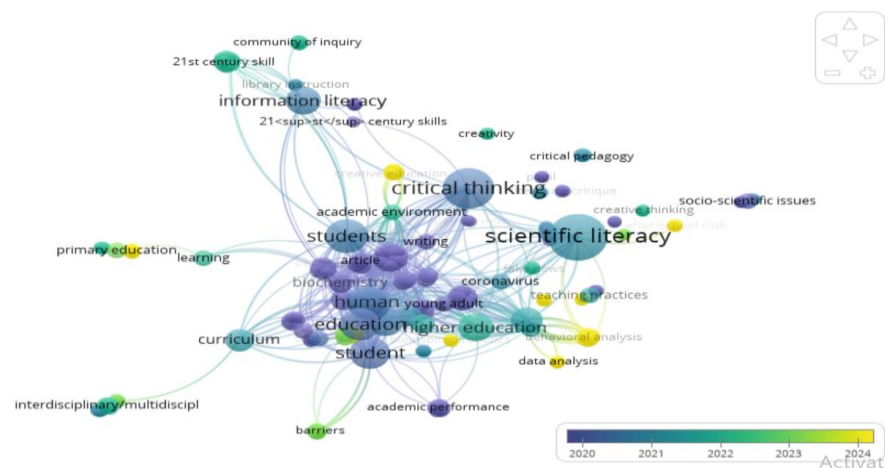 community of inquiry
21st century skill
library instruction
information literacy
21<sup>st</sup> century skills
creativity
critical pedagogy
creative education
critical thinking
critique
socio-scientific issues
creative thinking
academic environment
students
scientific literacy
writing
primary education
learning
article
biochemistry
coronavirus
human
young adult
teaching practices
education
higher education
behavioral analysis
curriculum
student
data analysis
interdisciplinary/multidiscipl
academic performance
barriers
2020 2021 2022 2023 2024
Activat